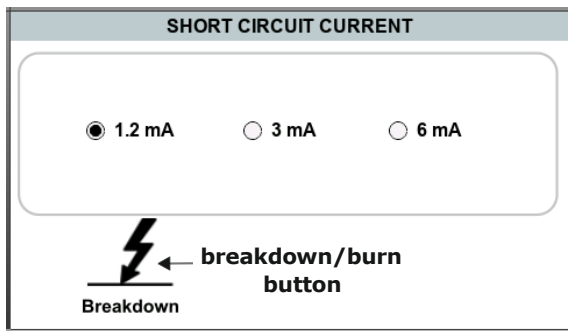 SHORT CIRCUIT CURRENT
1.2 mA 3 mA 6 mA
breakdown/burn
button
Breakdown